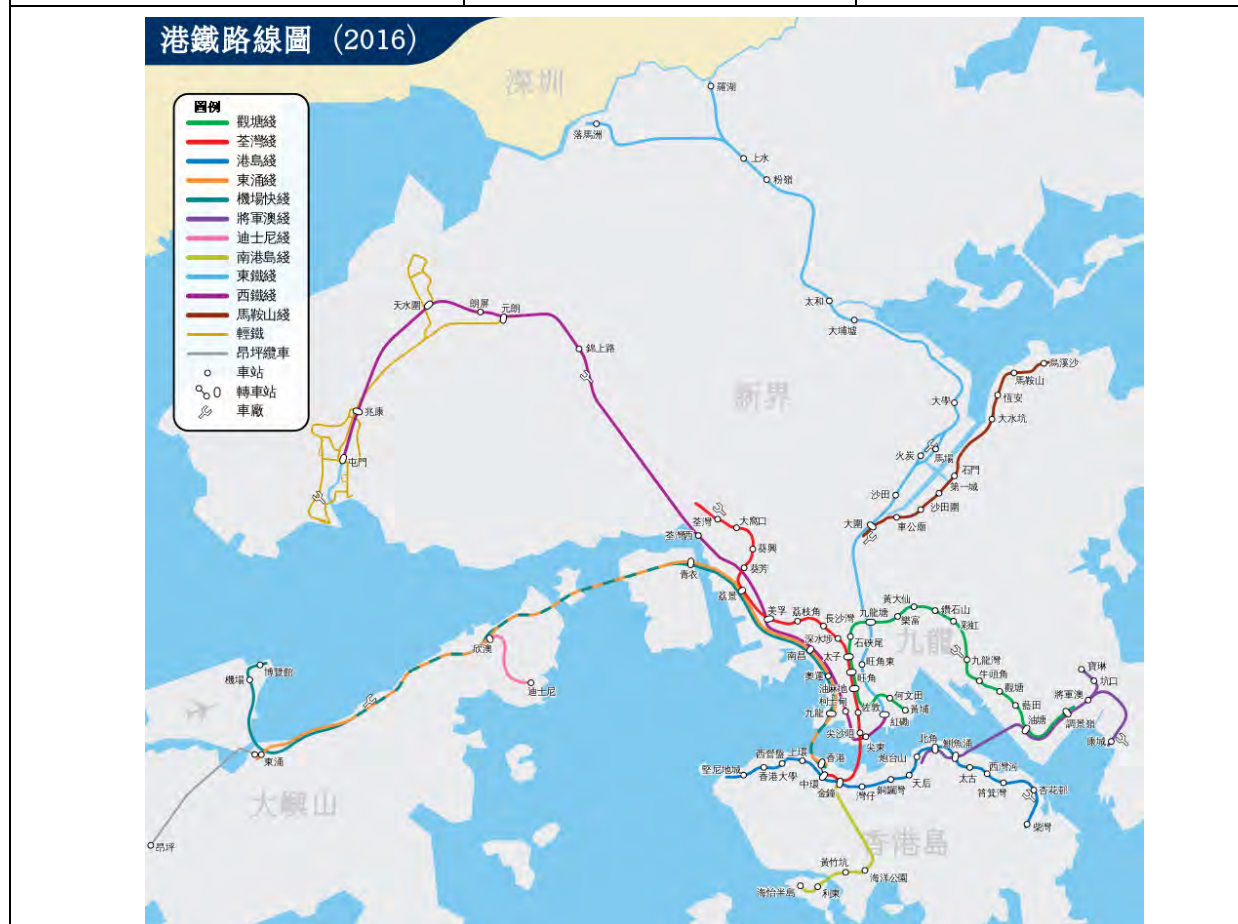 港鐵路線圖 (2016)
深圳
圖例
觀塘綫
荃灣綫
港島綫
東涌綫
機場快綫
將軍澳綫
迪士尼綫
南港島綫
東鐵綫
西鐵綫
馬鞍山綫
輕鐵
昂坪纜車
車站
轉車站
車廠
羅湖
落馬洲
上水
粉嶺
太和
大埔墟
天水圍
朗屏
元朗
錦上路
新界
烏溪沙
馬鞍山
恆安
大學
大水坑
兆康
火炭
馬場
屯門
石門
第一城
沙田
沙田圍
荃灣
大窩口
大圍
車公廟
荃灣西
葵興
葵芳
青衣
荔景
黃大仙
鑽石山
美孚
荔枝角
長沙灣
九龍塘
樂富
彩虹
石硤尾
深水埗
九龍
欣澳
南昌
太子
旺角東
九龍灣
寶琳
博覽館
機場
奧運
旺角
牛頭角
坑口
迪士尼
油麻地
何文田
觀塘
將軍澳
柯士甸
佐敦
黃埔
藍田
九龍
紅磡
油塘
調景嶺
尖沙咀
尖東
康城
東涌
北角
鰂魚涌
炮台山
西營盤
上環
香港
堅尼地城
香港大學
中環
太古
西灣河
金鐘
灣仔
銅鑼灣
天后
筲箕灣
杏花邨
大嶼山
柴灣
昂坪
香港島
黃竹坑
海洋公園
海怡半島
利東